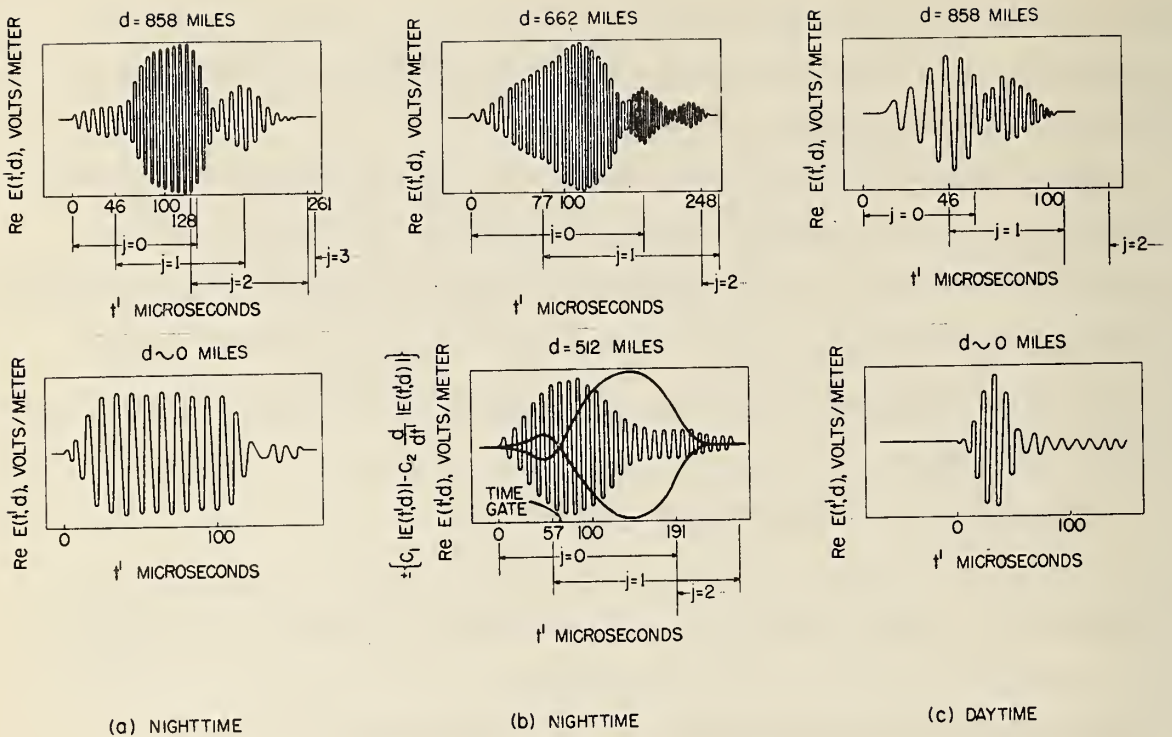 d = 858 MILES
Re E(t',d), VOLTS/METER
0 46 100 128 261
j=0
j=1
j=2
j=3
t' MICROSECONDS
d∼0 MILES
Re E(t',d), VOLTS/METER
0 100
t' MICROSECONDS
(a) NIGHTTIME
d = 662 MILES
Re E(t',d), VOLTS/METER
0 77 100 248
j=0
j=1
j=2
t' MICROSECONDS
d = 512 MILES
±{C₁ |E(t',d)| - C₂ d/dt' |E(t',d)|}
Re E(t',d), VOLTS/METER
TIME
GATE
0 57 100 191
j=0
j=1
j=2
t' MICROSECONDS
(b) NIGHTTIME
d = 858 MILES
Re E(t',d), VOLTS/METER
0 46 100
j = 0
j=1
j=2
t' MICROSECONDS
d∼0 MILES
Re E(t',d), VOLTS/METER
0 100
t' MICROSECONDS
(c) DAYTIME